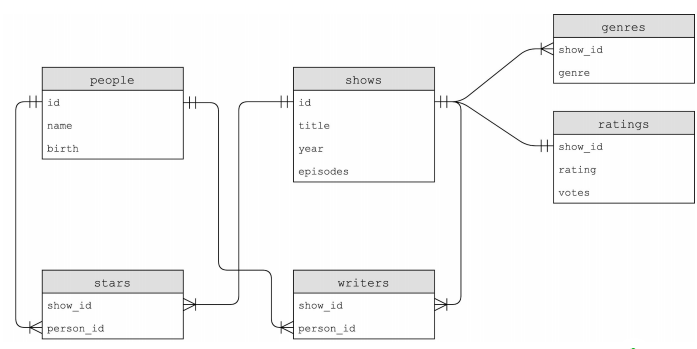 genres
show_id
genre
people
id
name
birth
shows
id
title
year
episodes
ratings
show_id
rating
votes
stars
show_id
person_id
writers
show_id
person_id